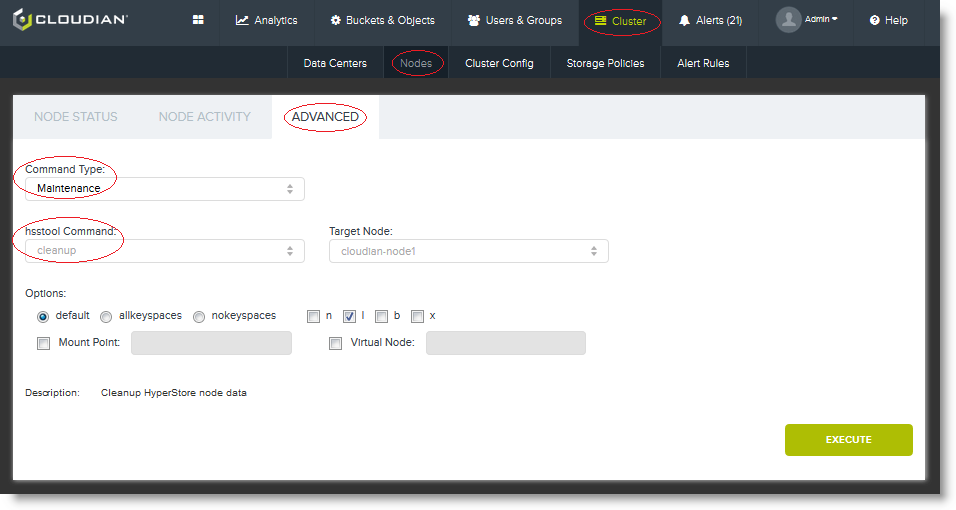 CLOUDIAN® Analytics Buckets & Objects Users & Groups Cluster Alerts (21) Admin Help
Data Centers Nodes Cluster Config Storage Policies Alert Rules
NODE STATUS NODE ACTIVITY ADVANCED
Command Type:
Maintenance
hsstool Command: Target Node:
cleanup cloudian-node1
Options:
default allkeyspaces nokeyspaces n l b x
Mount Point: Virtual Node:
Description: Cleanup HyperStore node data
EXECUTE